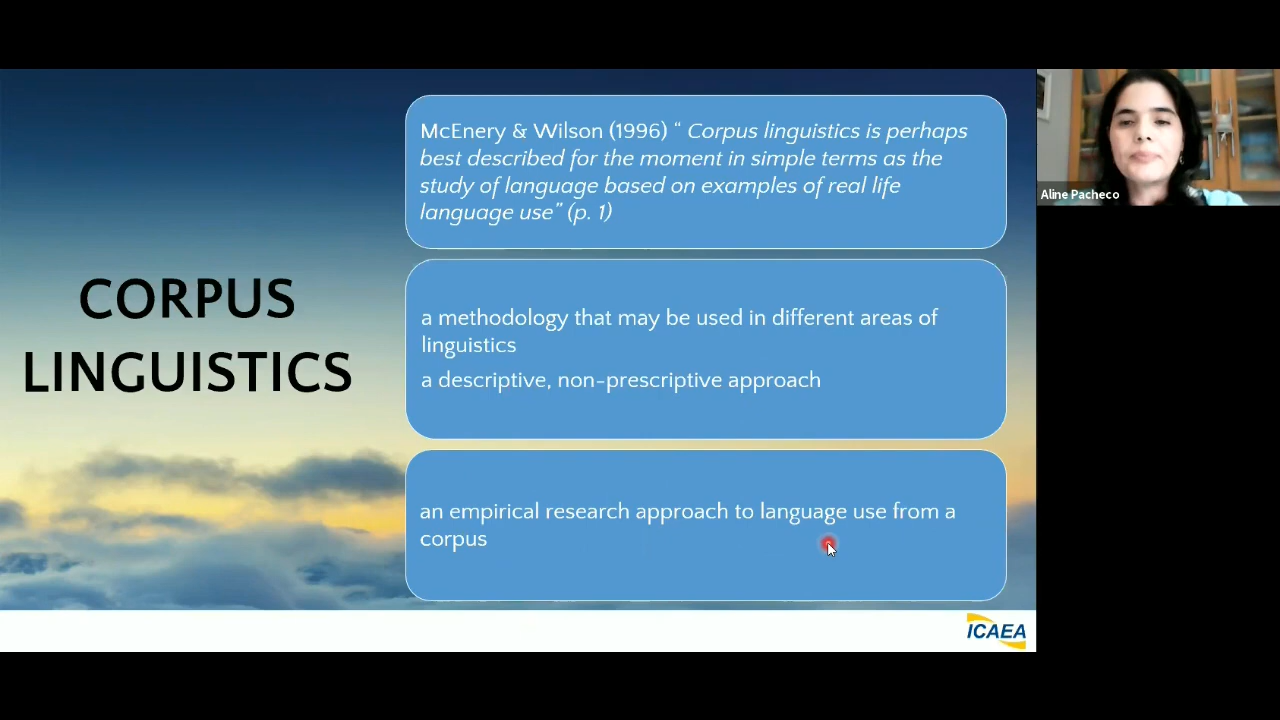 CORPUS
LINGUISTICS
McEnery & Wilson (1996) “ Corpus linguistics is perhaps
best described for the moment in simple terms as the
study of language based on examples of real life
language use” (p. 1)
a methodology that may be used in different areas of
linguistics
a descriptive, non-prescriptive approach
an empirical research approach to language use from a
corpus
ICAEA
Aline Pacheco